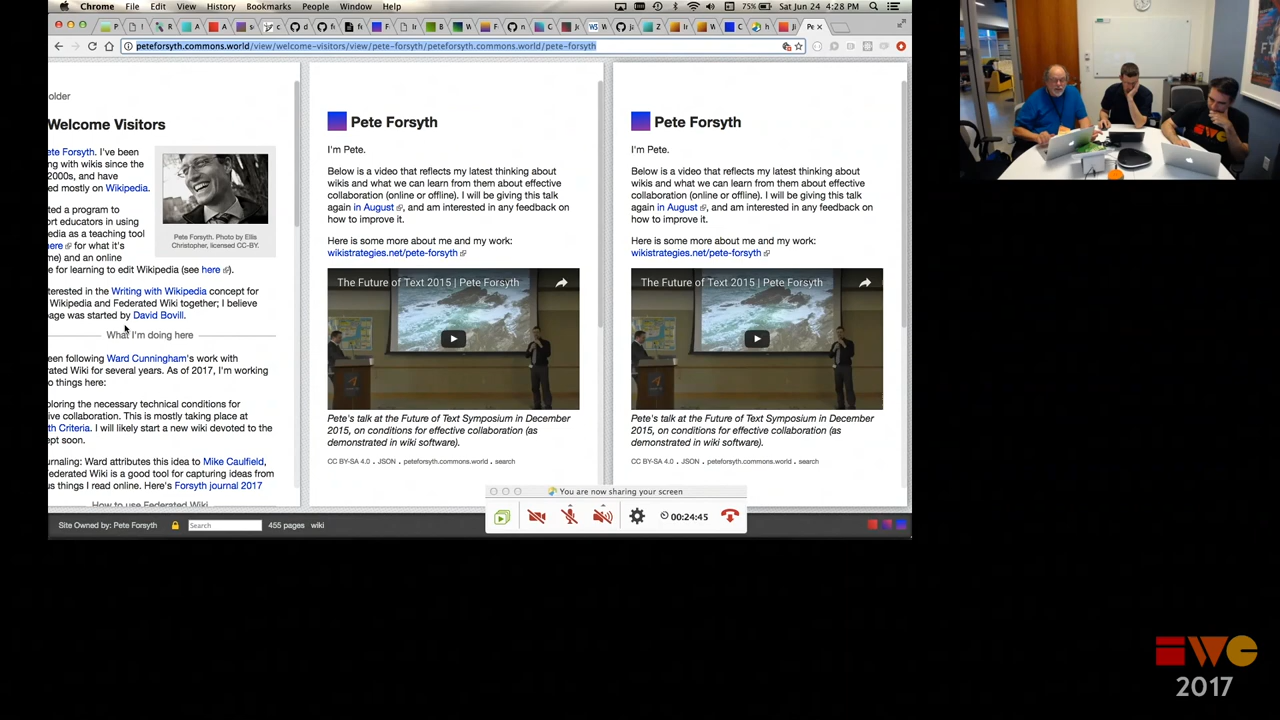 Chrome File Edit View History Bookmarks People Window Help 75% Sat Jun 24 4:28 PM
peteforsyth.commons.world/view/welcome-visitors/view/pete-forsyth/peteforsyth.commons.world/pete-forsyth
older
Welcome Visitors
ete Forsyth. I've been
ng with wikis since the
2000s, and have
ed mostly on Wikipedia.
ted a program to
ort educators in using
edia as a teaching tool
ere for what's
me) and an online
e for learning to edit Wikipedia (see here).
Pete Forsyth. Photo by Ellis
Christopher, licensed CC-BY.
terested in the Writing with Wikipedia concept for
Wikipedia and Federated Wiki together; I believe
page was started by David Bovill.
What I'm doing here
een following Ward Cunningham's work with
rated Wiki for several years. As of 2017, I'm working
o things here:
ploring the necessary technical conditions for
ive collaboration. This is mostly taking place at
th Criteria. I will likely start a new wiki devoted to the
ept soon.
urnaling: Ward attributes this idea to Mike Caulfield,
ederated Wiki is a good tool for capturing ideas from
us things I read online. Here's Forsyth journal 2017
How to use Federated Wiki
Pete Forsyth
I'm Pete.
Below is a video that reflects my latest thinking about
wikis and what we can learn from them about effective
collaboration (online or offline). I will be giving this talk
again in August, and am interested in any feedback on
how to improve it.
Here is some more about me and my work:
wikistrategies.net/pete-forsyth
The Future of Text 2015 | Pete Forsyth
Pete's talk at the Future of Text Symposium in December
2015, on conditions for effective collaboration (as
demonstrated in wiki software).
CC BY-SA 4.0 . JSON . peteforsyth.commons.world . search
Pete Forsyth
I'm Pete.
Below is a video that reflects my latest thinking about
wikis and what we can learn from them about effective
collaboration (online or offline). I will be giving this talk
again in August, and am interested in any feedback on
how to improve it.
Here is some more about me and my work:
wikistrategies.net/pete-forsyth
The Future of Text 2015 | Pete Forsyth
Pete's talk at the Future of Text Symposium in December
2015, on conditions for effective collaboration (as
demonstrated in wiki software).
CC BY-SA 4.0 . JSON . peteforsyth.commons.world . search
You are now sharing your screen
00:24:45
Site Owned by: Pete Forsyth Search 455 pages wiki
IWC
2017